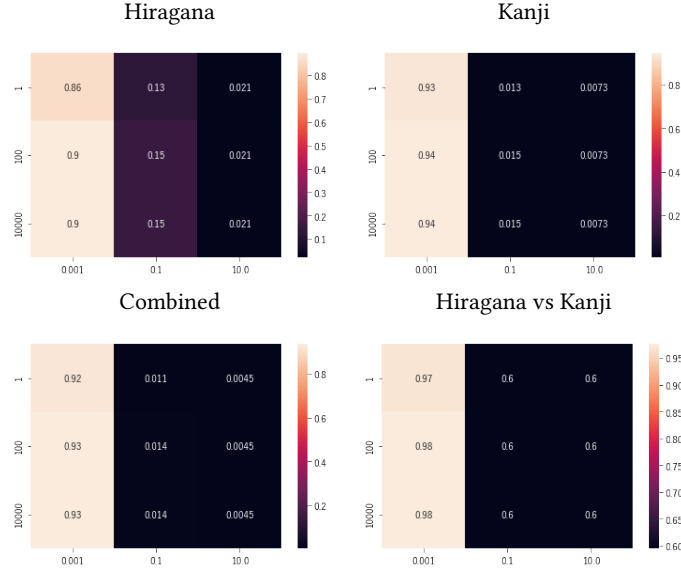 Hiragana
1 0.86 0.13 0.021
100 0.9 0.15 0.021
10000 0.9 0.15 0.021
0.001 0.1 10.0
0.8
0.7
0.6
0.5
0.4
0.3
0.2
0.1
Kanji
1 0.93 0.013 0.0073
100 0.94 0.015 0.0073
10000 0.94 0.015 0.0073
0.001 0.1 10.0
0.8
0.6
0.4
0.2
Combined
1 0.92 0.011 0.0045
100 0.93 0.014 0.0045
10000 0.93 0.014 0.0045
0.001 0.1 10.0
0.8
0.6
0.4
0.2
Hiragana vs Kanji
1 0.97 0.6 0.6
100 0.98 0.6 0.6
10000 0.98 0.6 0.6
0.001 0.1 10.0
0.95
0.90
0.85
0.80
0.75
0.70
0.65
0.60